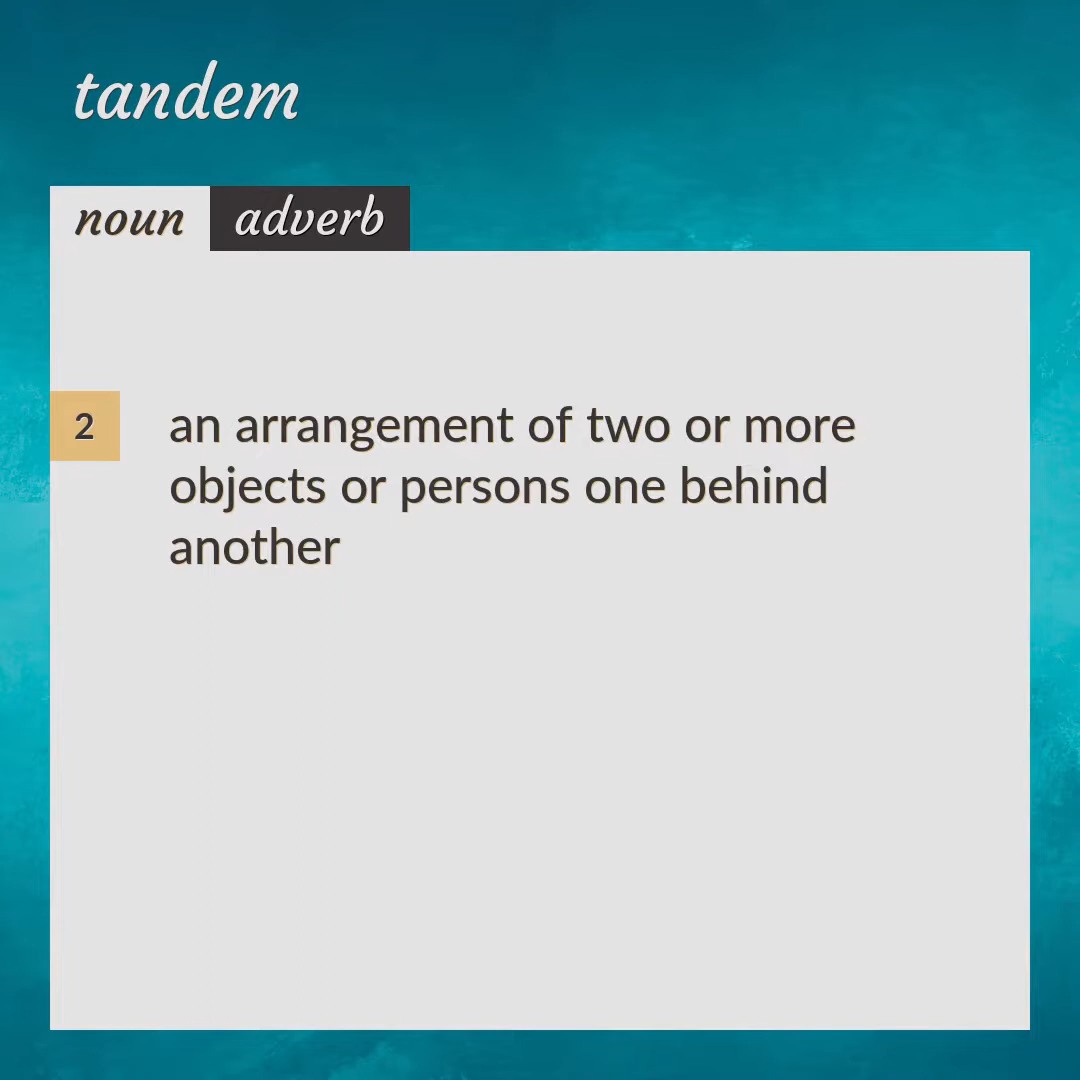 tandem
noun adverb
2 an arrangement of two or more
objects or persons one behind
another